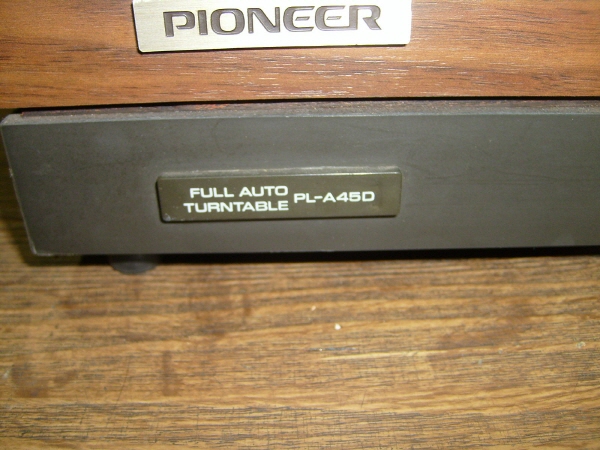 PIONEER
FULL AUTO
TURNTABLE PL-A45D